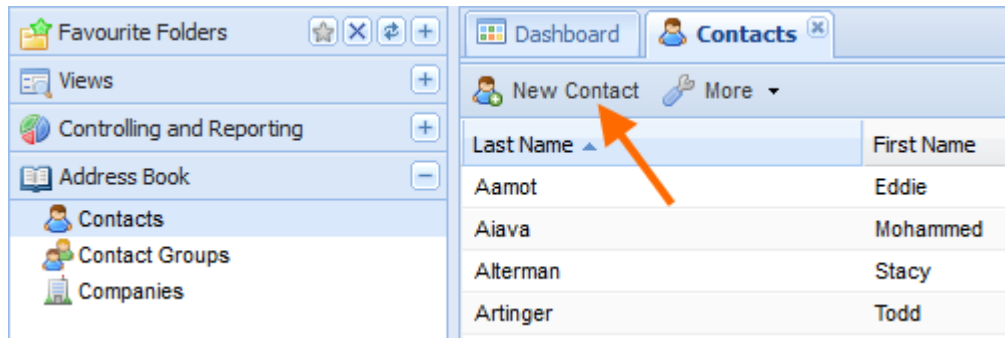 Favourite Folders
Views
Controlling and Reporting
Address Book
Contacts
Contact Groups
Companies
Dashboard
Contacts
New Contact
More
Last Name
First Name
Aamot
Eddie
Aiava
Mohammed
Alterman
Stacy
Artinger
Todd